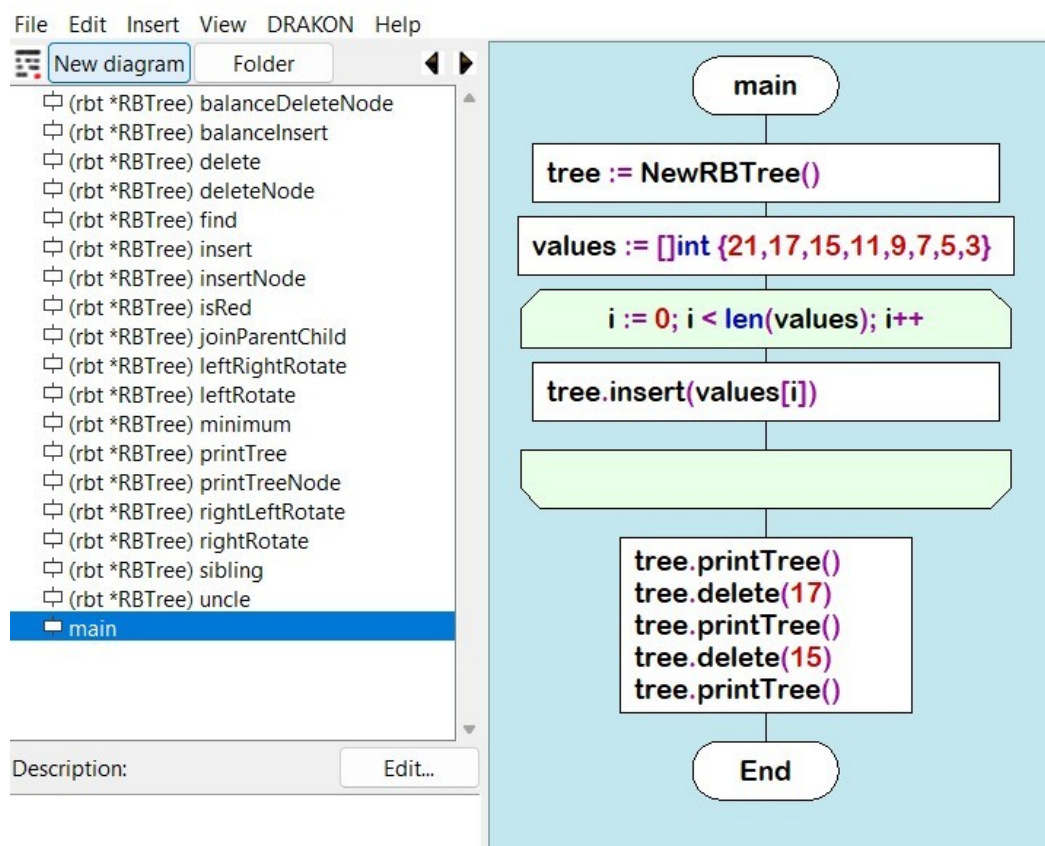 File Edit Insert View DRAKON Help
New diagram Folder
(rbt *RBTree) balanceDeleteNode
(rbt *RBTree) balanceInsert
(rbt *RBTree) delete
(rbt *RBTree) deleteNode
(rbt *RBTree) find
(rbt *RBTree) insert
(rbt *RBTree) insertNode
(rbt *RBTree) isRed
(rbt *RBTree) joinParentChild
(rbt *RBTree) leftRightRotate
(rbt *RBTree) leftRotate
(rbt *RBTree) minimum
(rbt *RBTree) printTree
(rbt *RBTree) printTreeNode
(rbt *RBTree) rightLeftRotate
(rbt *RBTree) rightRotate
(rbt *RBTree) sibling
(rbt *RBTree) uncle
main
Description: Edit...
main
tree := NewRBTree()
values := []int {21,17,15,11,9,7,5,3}
i := 0; i < len(values); i++
tree.insert(values[i])
tree.printTree()
tree.delete(17)
tree.printTree()
tree.delete(15)
tree.printTree()
End